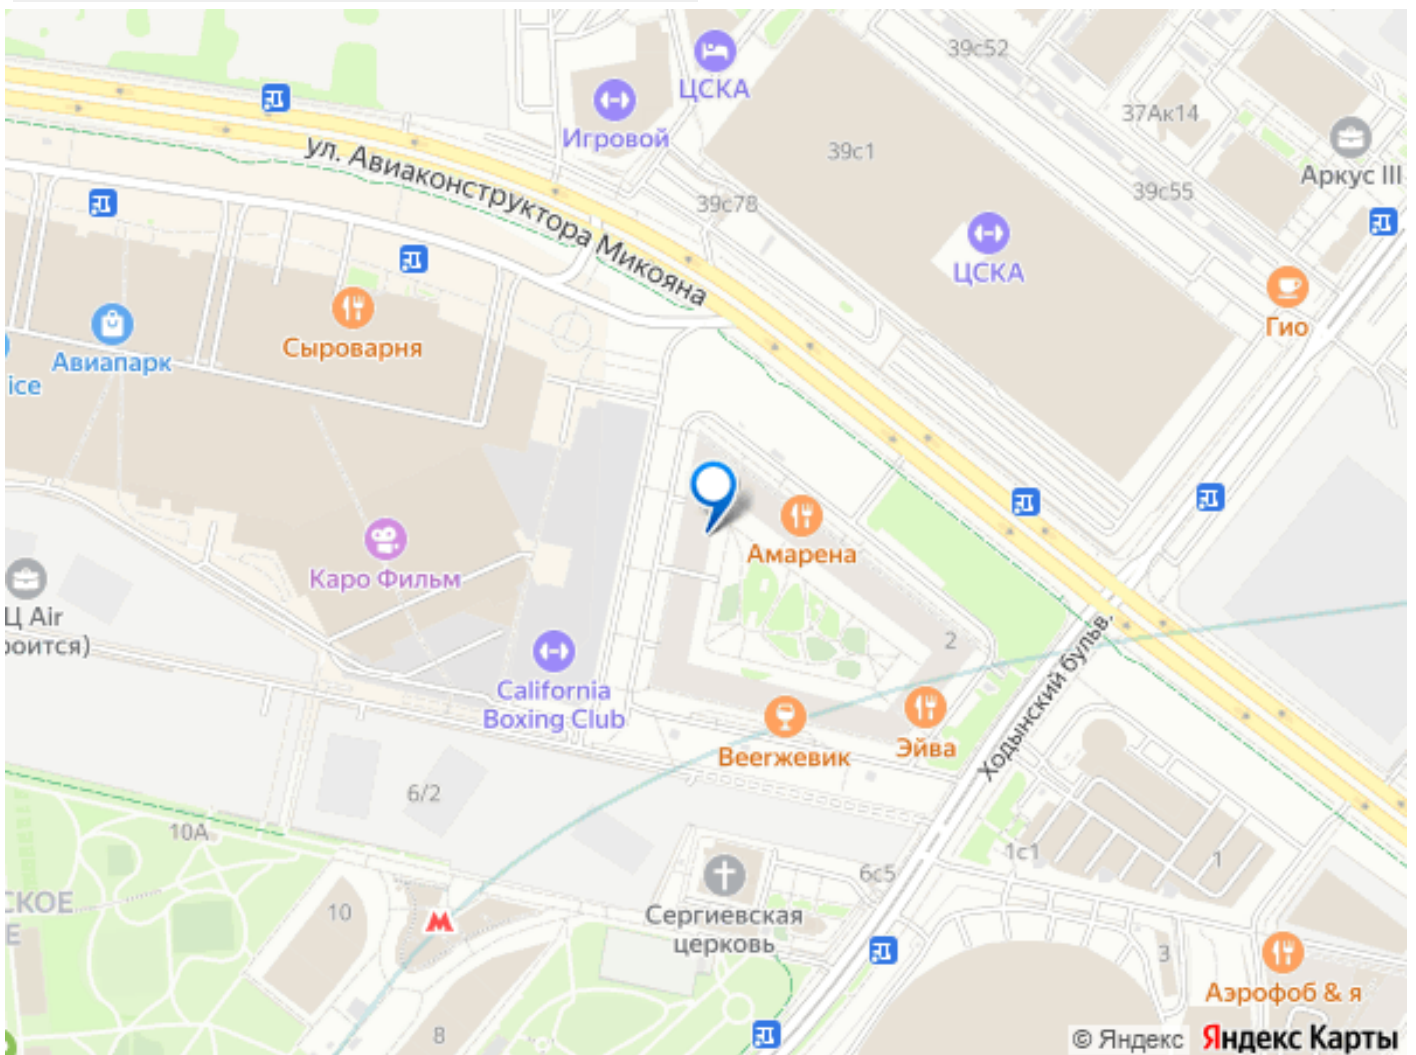 39с52
ЦСКА
37Ак14
Игровой
39с1
Аркус III
ул. Авиаконструктора Микояна
39с55
39с78
ЦСКА
Гио
Сыроварня
Авиапарк
ice
Амарена
Каро Фильм
Ц Air
роится)
2
Ходынский бульв.
California
Boxing Club
Веегжевик
Эйва
6/2
10А
1с1
1
6с5
СКОЕ
Е
10
М
Сергиевская
церковь
3
Аэрофоб & я
8
© Яндекс Яндекс Карты